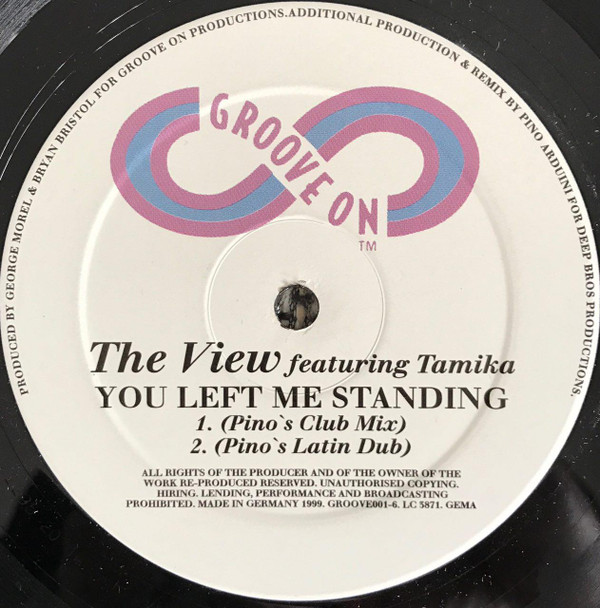 PRODUCED BY GEORGE MOREL & BRYAN BRISTOL FOR GROOVE ON PRODUCTIONS.ADDITIONAL PRODUCTION & REMIX BY PINO ARDUINI FOR DEEP BROS PRODUCTIONS.
GROOVE ON
TM
The View featuring Tamika
YOU LEFT ME STANDING
1. (Pino`s Club Mix)
2. (Pino`s Latin Dub)
ALL RIGHTS OF THE PRODUCER AND OF THE OWNER OF THE
WORK RE-PRODUCED RESERVED. UNAUTHORISED COPYING.
HIRING. LENDING, PERFORMANCE AND BROADCASTING
PROHIBITED. MADE IN GERMANY 1999. GROOVE001-6. LC 5871. GEMA